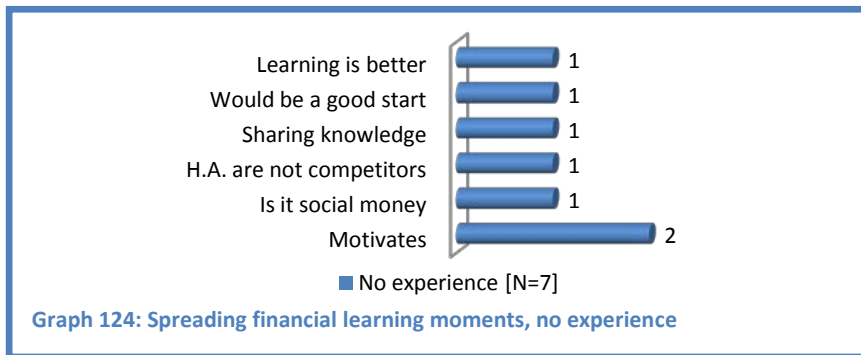 Learning is better 1
Would be a good start 1
Sharing knowledge 1
H.A. are not competitors 1
Is it social money 1
Motivates 2
No experience [N=7]
Graph 124: Spreading financial learning moments, no experience